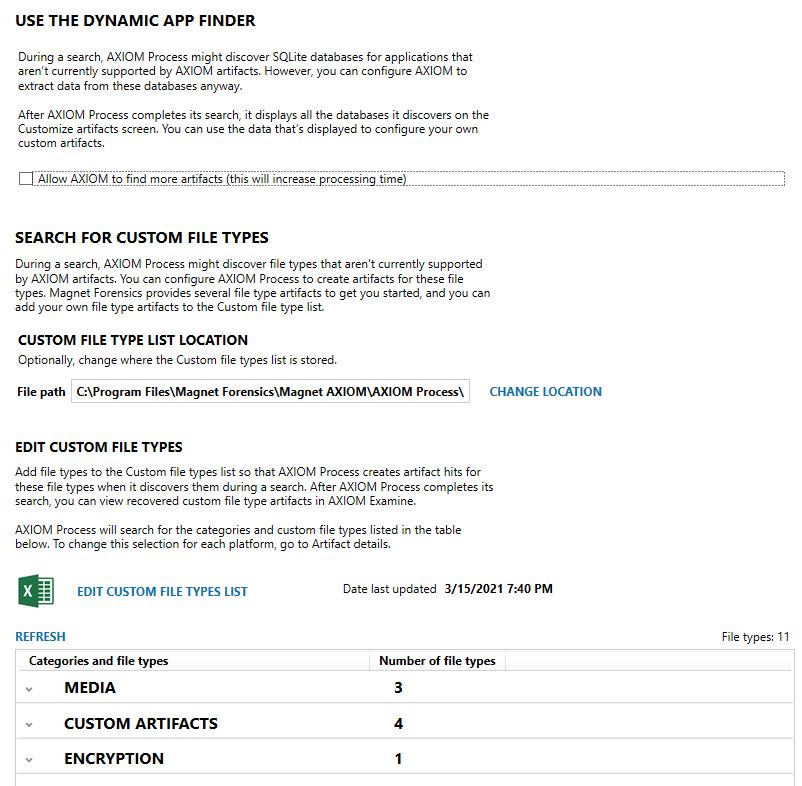 USE THE DYNAMIC APP FINDER
During a search, AXIOM Process might discover SQLite databases for applications that
aren't currently supported by AXIOM artifacts. However, you can configure AXIOM to
extract data from these databases anyway.
After AXIOM Process completes its search, it displays all the databases it discovers on the
Customize artifacts screen. You can use the data that's displayed to configure your own
custom artifacts.
Allow AXIOM to find more artifacts (this will increase processing time)
SEARCH FOR CUSTOM FILE TYPES
During a search, AXIOM Process might discover file types that aren't currently supported
by AXIOM artifacts. You can configure AXIOM Process to create artifacts for these file
types. Magnet Forensics provides several file type artifacts to get you started, and you can
add your own file type artifacts to the Custom file type list.
CUSTOM FILE TYPE LIST LOCATION
Optionally, change where the Custom file types list is stored.
File path C:\Program Files\Magnet Forensics\Magnet AXIOM\AXIOM Process\ CHANGE LOCATION
EDIT CUSTOM FILE TYPES
Add file types to the Custom file types list so that AXIOM Process creates artifact hits for
these file types when it discovers them during a search. After AXIOM Process completes its
search, you can view recovered custom file type artifacts in AXIOM Examine.
AXIOM Process will search for the categories and custom file types listed in the table
below. To change this selection for each platform, go to Artifact details.
X EDIT CUSTOM FILE TYPES LIST Date last updated 3/15/2021 7:40 PM
REFRESH File types: 11
Categories and file types Number of file types
MEDIA 3
CUSTOM ARTIFACTS 4
ENCRYPTION 1